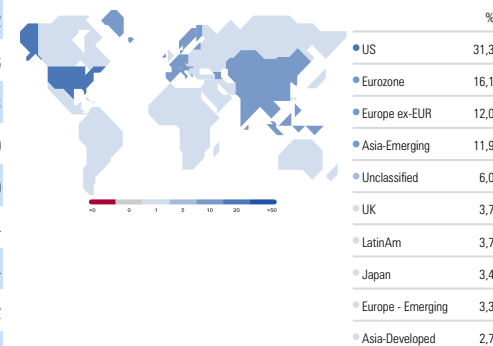 %
US 31,3
Eurozone 16,1
Europe ex-EUR 12,0
Asia-Emerging 11,9
Unclassified 6,0
UK 3,7
LatinAm 3,7
Japan 3,4
Europe - Emerging 3,3
Asia-Developed 2,7
<0 0 1 5 10 20 >50